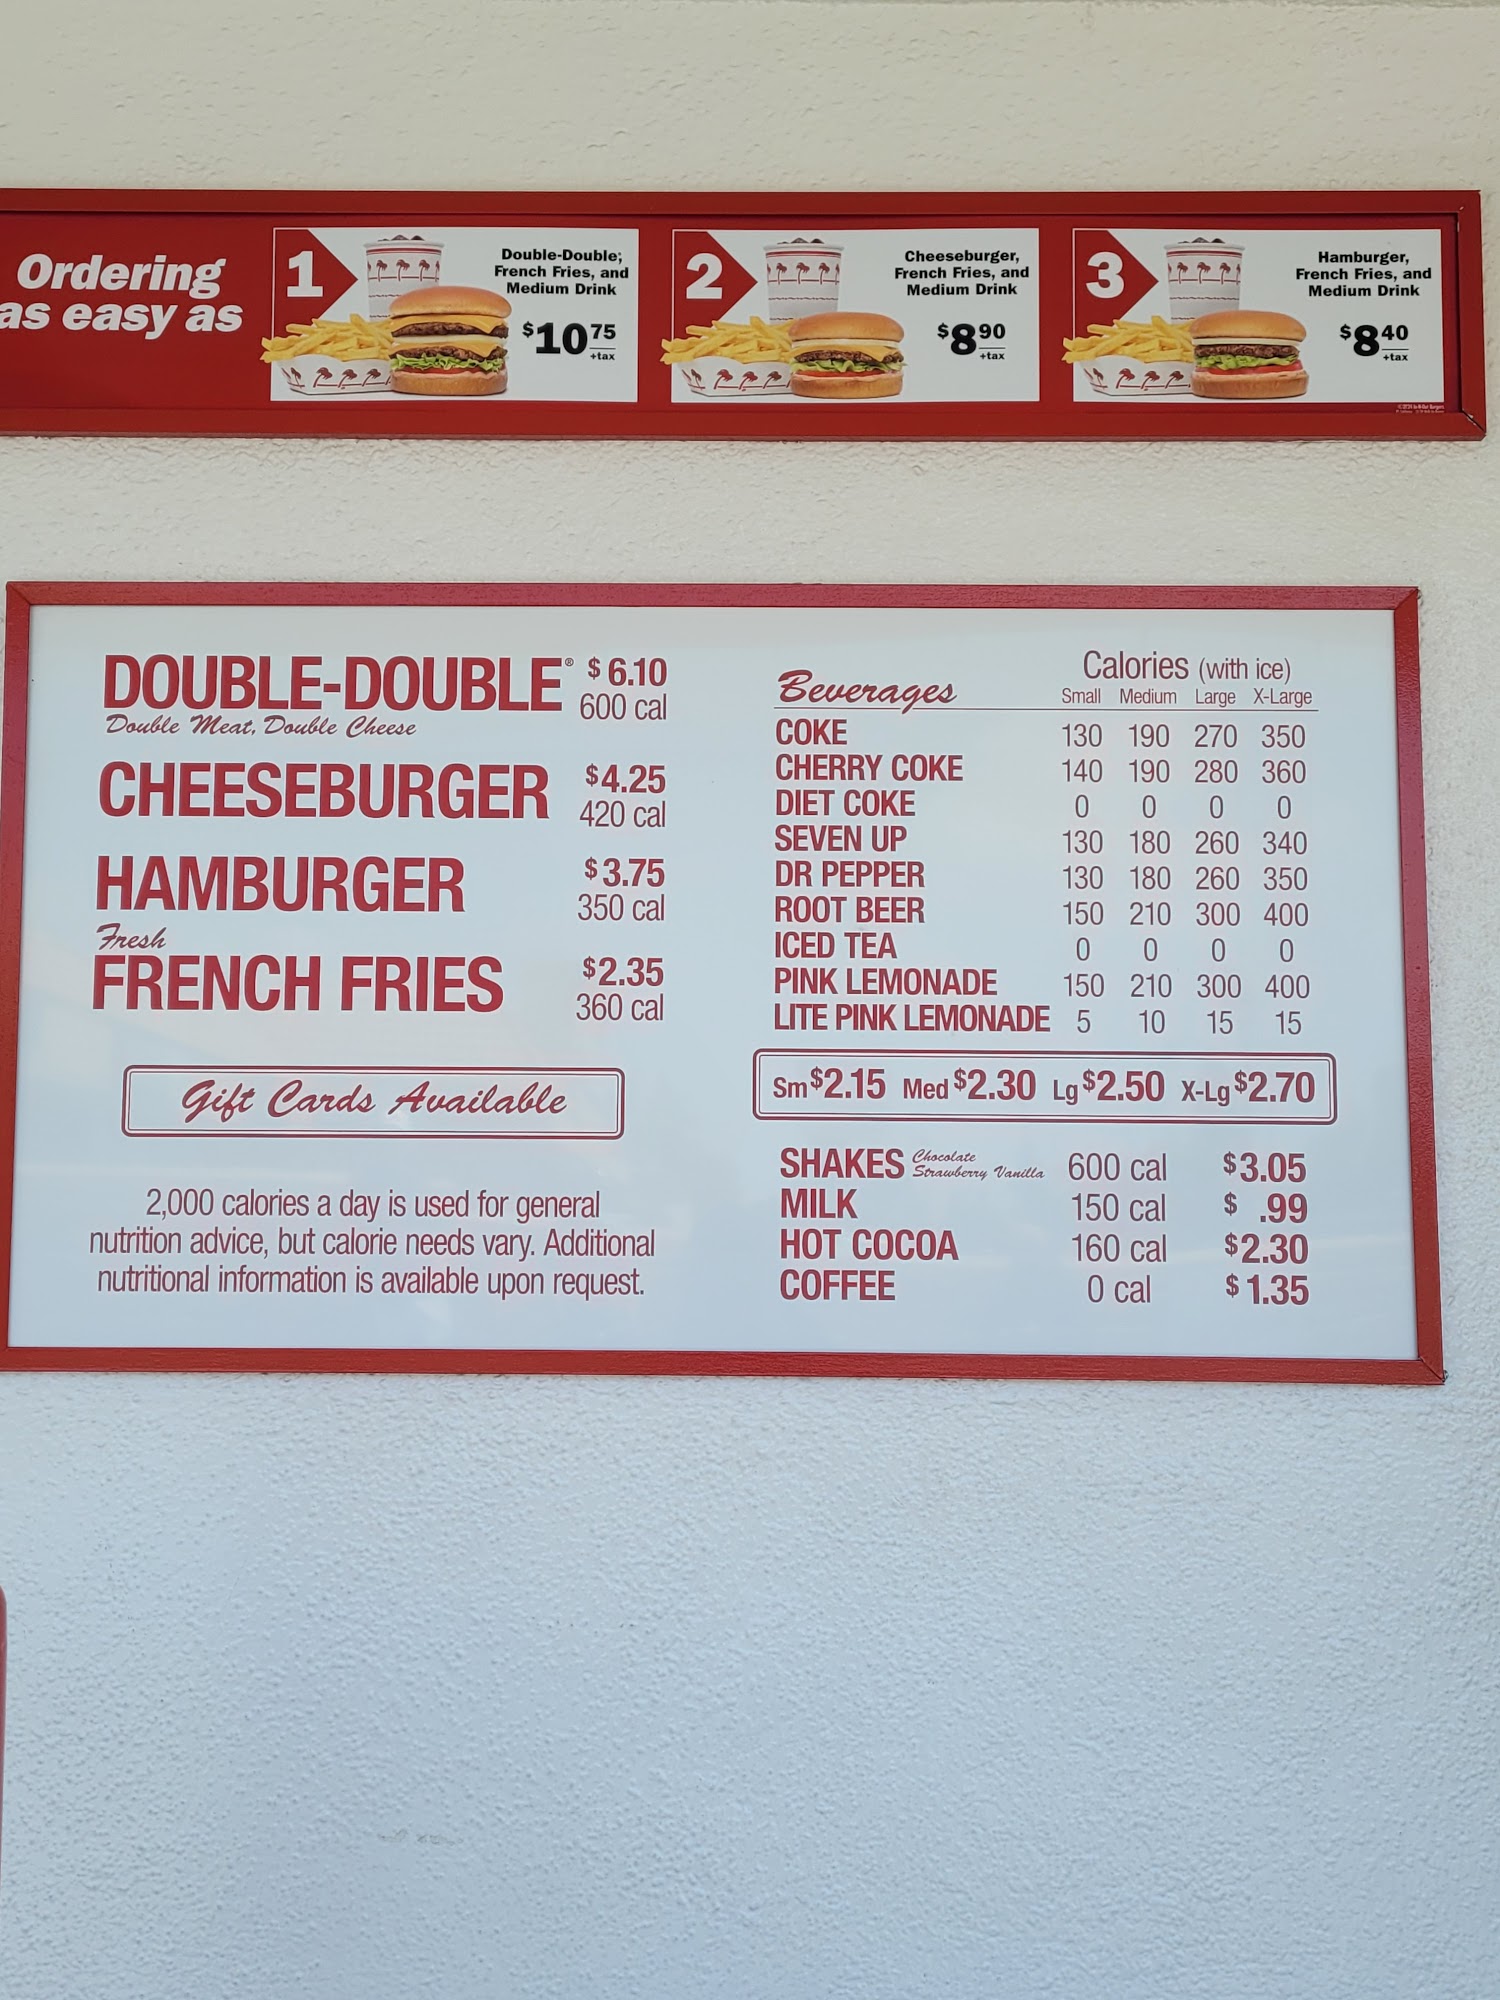 Ordering
as easy as
1
Double-Double,
French Fries, and
Medium Drink
$10 75
+tax
2
Cheeseburger,
French Fries, and
Medium Drink
$8 90
+tax
3
Hamburger,
French Fries, and
Medium Drink
$8 40
+tax
DOUBLE-DOUBLE® $6.10
Double Meat, Double Cheese 600 cal
CHEESEBURGER $4.25
420 cal
HAMBURGER $3.75
350 cal
Fresh
FRENCH FRIES $2.35
360 cal
Gift Cards Available
2,000 calories a day is used for general
nutrition advice, but calorie needs vary. Additional
nutritional information is available upon request.
Calories (with ice)
Beverages Small Medium Large X-Large
COKE 130 190 270 350
CHERRY COKE 140 190 280 360
DIET COKE 0 0 0 0
SEVEN UP 130 180 260 340
DR PEPPER 130 180 260 350
ROOT BEER 150 210 300 400
ICED TEA 0 0 0 0
PINK LEMONADE 150 210 300 400
LITE PINK LEMONADE 5 10 15 15
Sm $2.15 Med $2.30 Lg $2.50 X-Lg $2.70
SHAKES Chocolate Strawberry Vanilla 600 cal $3.05
MILK 150 cal $ .99
HOT COCOA 160 cal $2.30
COFFEE 0 cal $1.35